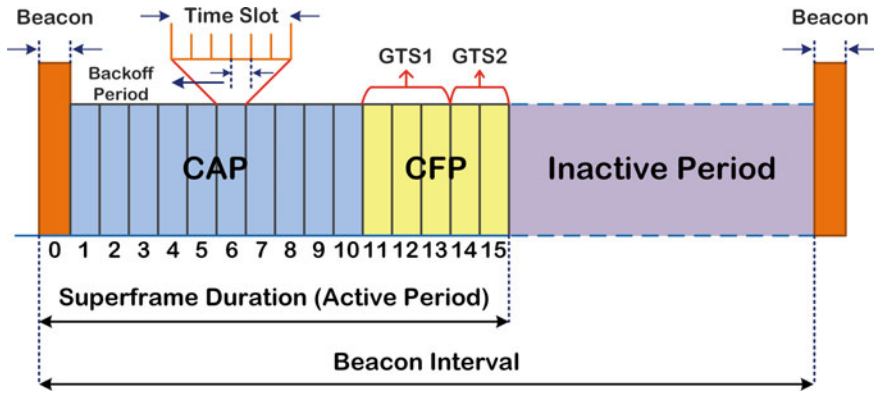 Beacon
Time Slot
Beacon
Backoff
Period
GTS1
GTS2
CAP
CFP
Inactive Period
0 1 2 3 4 5 6 7 8 9 10 11 12 13 14 15
Superframe Duration (Active Period)
Beacon Interval